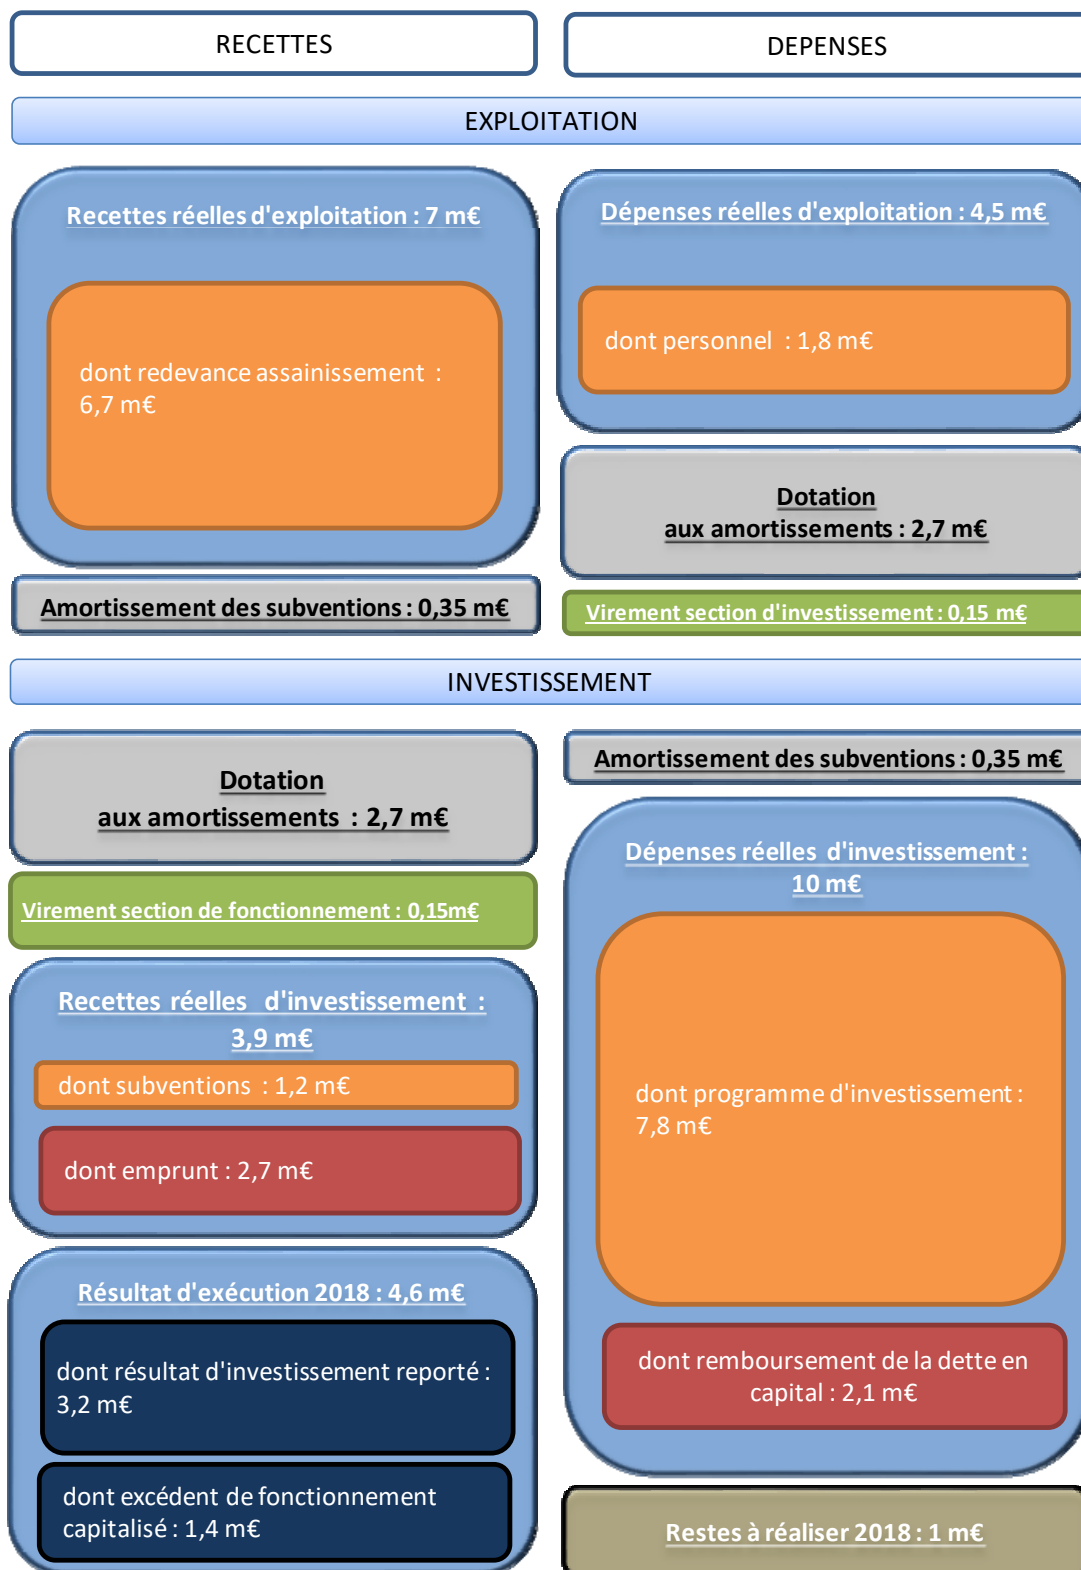 RECETTES
DEPENSES
EXPLOITATION
Recettes réelles d'exploitation : 7 m€
dont redevance assainissement :
6,7 m€
Amortissement des subventions : 0,35 m€
Dépenses réelles d'exploitation : 4,5 m€
dont personnel : 1,8 m€
Dotation
aux amortissements : 2,7 m€
Virement section d'investissement : 0,15 m€
INVESTISSEMENT
Dotation
aux amortissements : 2,7 m€
Virement section de fonctionnement : 0,15m€
Recettes réelles d'investissement :
3,9 m€
dont subventions : 1,2 m€
dont emprunt : 2,7 m€
Résultat d'exécution 2018 : 4,6 m€
dont résultat d'investissement reporté :
3,2 m€
dont excédent de fonctionnement
capitalisé : 1,4 m€
Amortissement des subventions : 0,35 m€
Dépenses réelles d'investissement :
10 m€
dont programme d'investissement :
7,8 m€
dont remboursement de la dette en
capital : 2,1 m€
Restes à réaliser 2018 : 1 m€